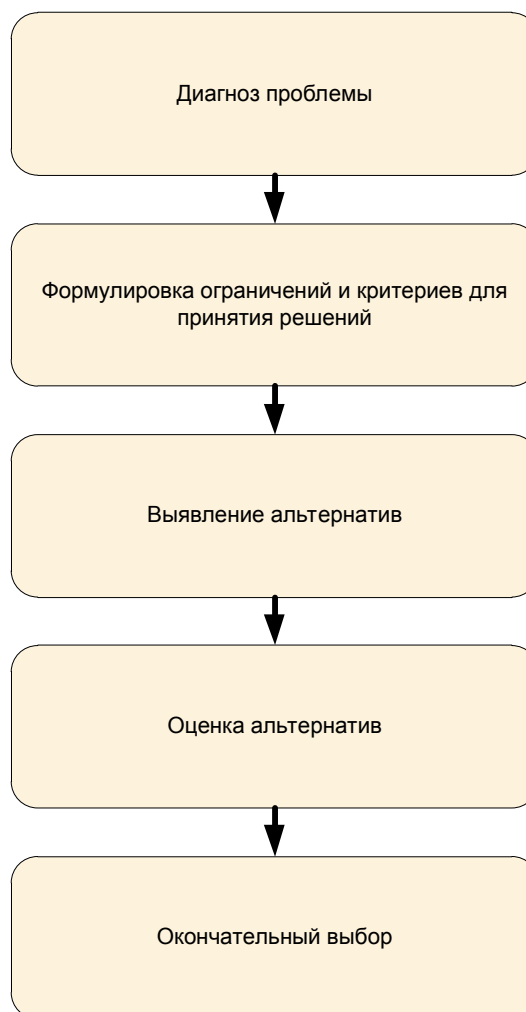 Диагноз проблемы
Формулировка ограничений и критериев для
принятия решений
Выявление альтернатив
Оценка альтернатив
Окончательный выбор